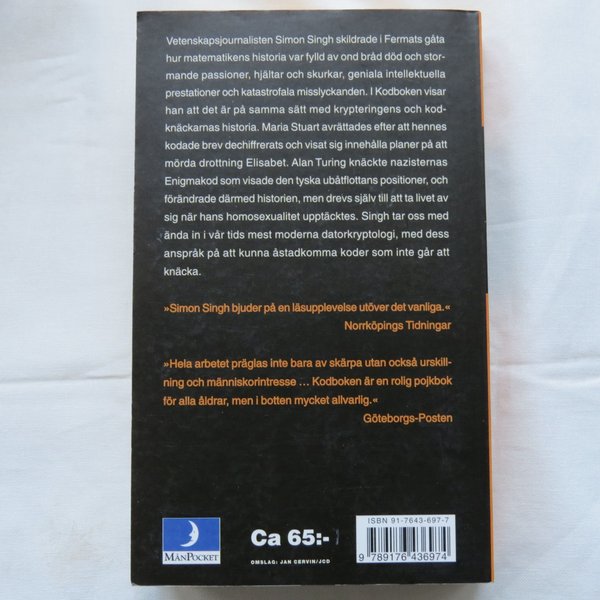 Vetenskapsjournalisten Simon Singh skildrade i Fermats gåta
hur matematikens historia var fylld av ond bråd död och stor-
mande passioner, hjältar och skurkar, geniala intellektuella
prestationer och katastrofala misslyckanden. I Kodboken visar
han att det är på samma sätt med krypteringens och kod-
knäckarnas historia. Maria Stuart avrättades efter att hennes
kodade brev dechiffrerats och visat sig innehålla planer på att
mörda drottning Elisabet. Alan Turing knäckte nazisternas
Enigmakod som visade den tyska ubåtflottans positioner, och
förändrade därmed historien, men drevs själv till att ta livet av
sig när hans homosexualitet upptäcktes. Singh tar oss med
ända in i vår tids mest moderna datorkryptologi, med dess
anspråk på att kunna åstadkomma koder som inte går att
knäcka.
»Simon Singh bjuder på en läsupplevelse utöver det vanliga.«
Norrköpings Tidningar
»Hela arbetet präglas inte bara av skärpa utan också urskill-
ning och människorintresse ... Kodboken är en rolig pojkbok
för alla åldrar, men i botten mycket allvarlig.«
Göteborgs-Posten
MånPocket
Ca 65:-
OMSLAG: JAN CERVIN/JCD
ISBN 91-7643-697-7
9 789176 436974